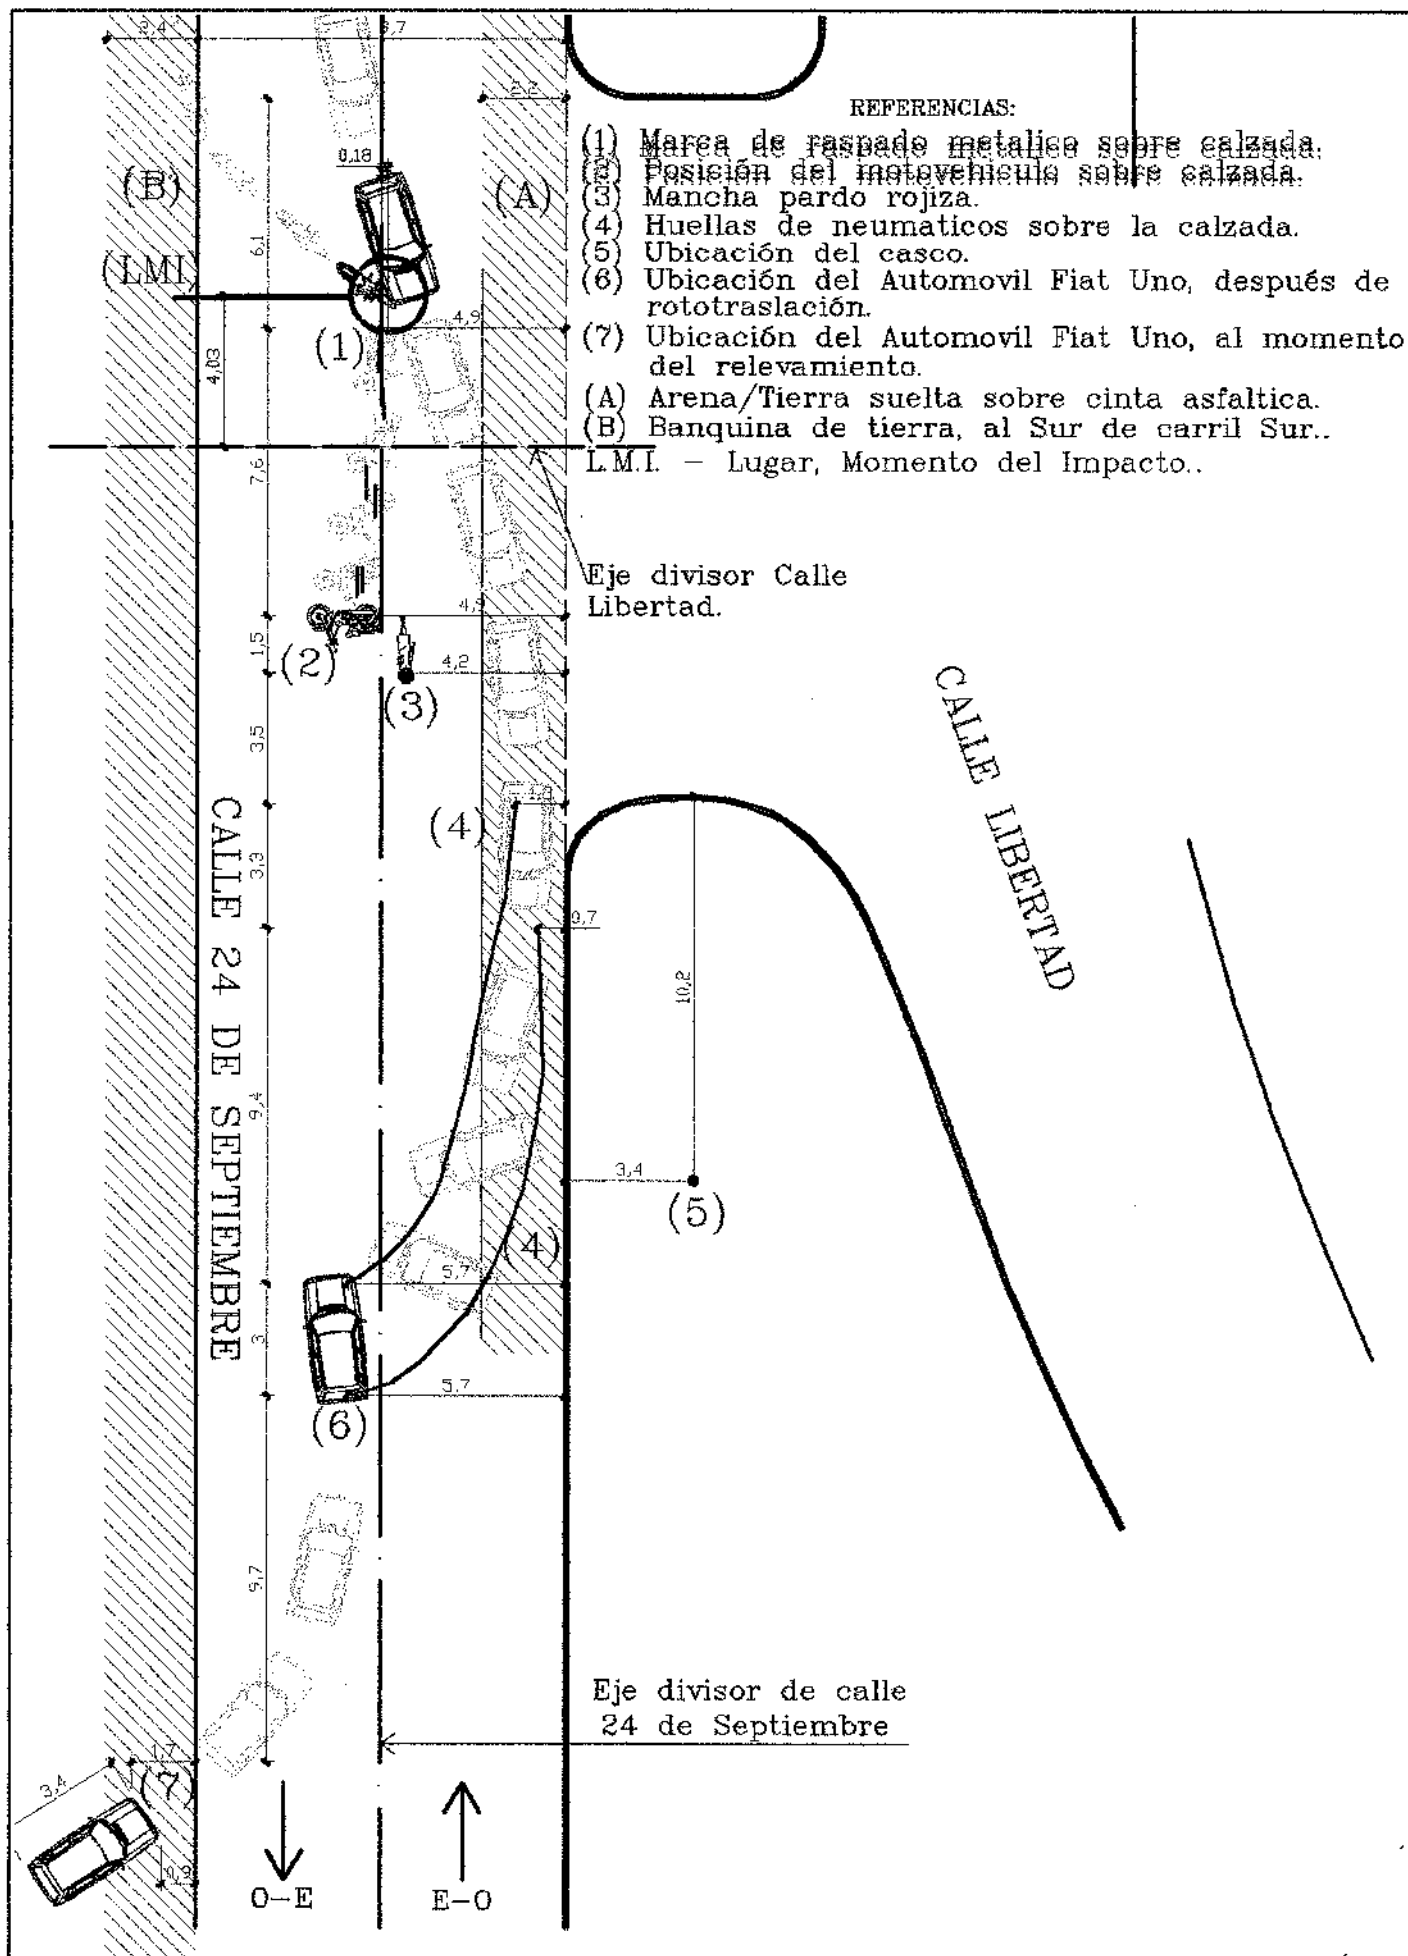 2,4
8,7
2,2
REFERENCIAS:
(1) Marca de raspado metalico sobre calzada.
(2) Posición del motovehiculo sobre calzada.
(3) Mancha pardo rojiza.
(4) Huellas de neumaticos sobre la calzada.
(5) Ubicación del casco.
(6) Ubicación del Automovil Fiat Uno, después de
rototraslación.
(7) Ubicación del Automovil Fiat Uno, al momento
del relevamiento.
(A) Arena/Tierra suelta sobre cinta asfaltica.
(B) Banquina de tierra, al Sur de carril Sur..
L.M.I. – Lugar, Momento del Impacto..
0,18
(B)
(A)
6,1
(LMI)
(1)
4,9
4,03
7,6
Eje divisor Calle
Libertad.
4,9
1,5
(2)
4,2
(3)
3,5
CALLE LIBERTAD
(4)
CALLE 24 DE SEPTIEMBRE
3,3
0,7
10,2
9,4
3,4
(5)
(4)
5,7
3
5,7
(6)
9,7
Eje divisor de calle
24 de Septiembre
1,7
3,4
(7)
0,9
O-E
E-O